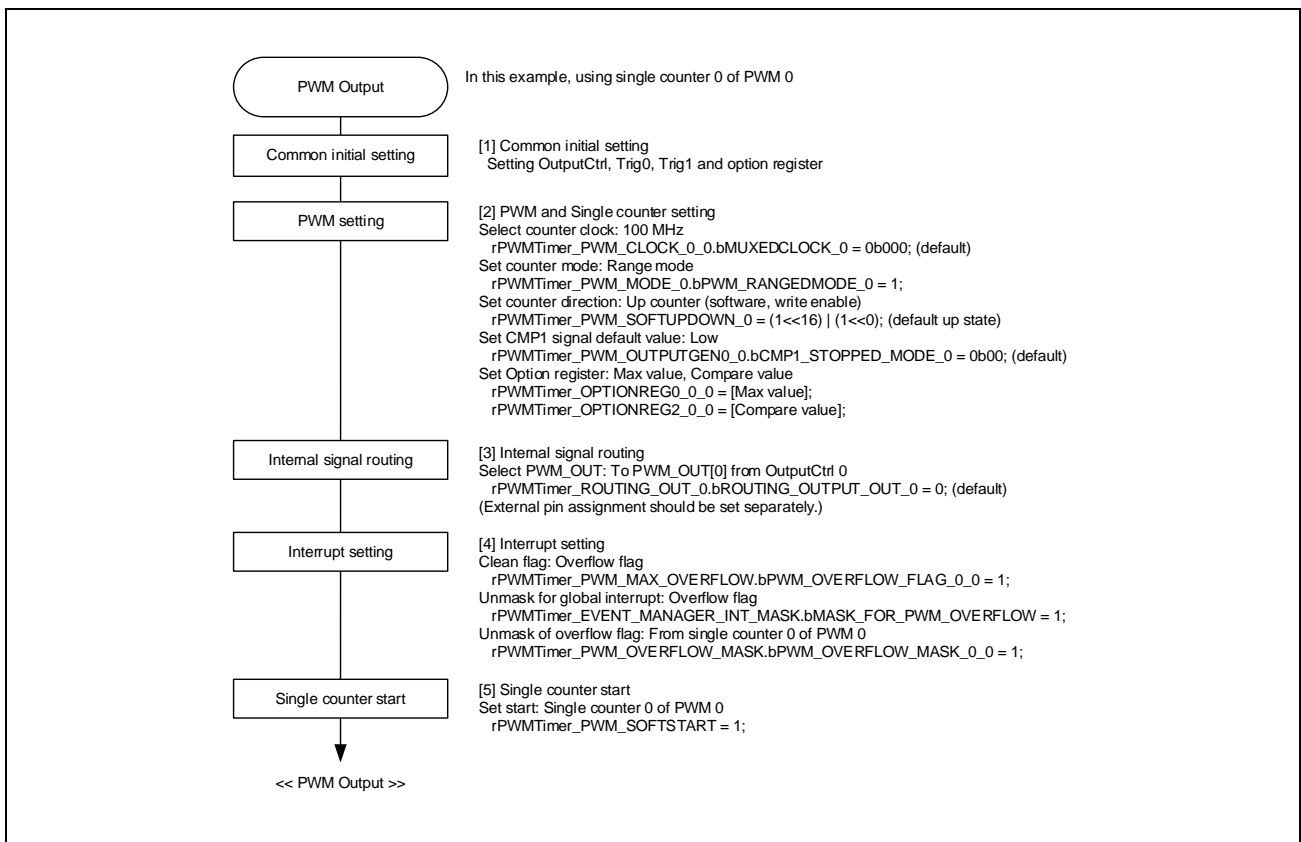 PWM Output
In this example, using single counter 0 of PWM 0
Common initial setting
[1] Common initial setting
Setting OutputCtrl, Trig0, Trig1 and option register
PWM setting
[2] PWM and Single counter setting
Select counter clock: 100 MHz
rPWMTimer_PWM_CLOCK_0_0.bMUXEDCLOCK_0 = 0b000; (default)
Set counter mode: Range mode
rPWMTimer_PWM_MODE_0.bPWM_RANGEDMODE_0 = 1;
Set counter direction: Up counter (software, write enable)
rPWMTimer_PWM_SOFTUPDOWN_0 = (1<<16) | (1<<0); (default up state)
Set CMP1 signal default value: Low
rPWMTimer_PWM_OUTPUTGEN0_0.bCMP1_STOPPED_MODE_0 = 0b00; (default)
Set Option register: Max value, Compare value
rPWMTimer_OPTIONREG0_0_0 = [Max value];
rPWMTimer_OPTIONREG2_0_0 = [Compare value];
Internal signal routing
[3] Internal signal routing
Select PWM_OUT: To PWM_OUT[0] from OutputCtrl 0
rPWMTimer_ROUTING_OUT_0.bROUTING_OUTPUT_OUT_0 = 0; (default)
(External pin assignment should be set separately.)
Interrupt setting
[4] Interrupt setting
Clean flag: Overflow flag
rPWMTimer_PWM_MAX_OVERFLOW.bPWM_OVERFLOW_FLAG_0_0 = 1;
Unmask for global interrupt: Overflow flag
rPWMTimer_EVENT_MANAGER_INT_MASK.bMASK_FOR_PWM_OVERFLOW = 1;
Unmask of overflow flag: From single counter 0 of PWM 0
rPWMTimer_PWM_OVERFLOW_MASK.bPWM_OVERFLOW_MASK_0_0 = 1;
Single counter start
[5] Single counter start
Set start: Single counter 0 of PWM 0
rPWMTimer_PWM_SOFTSTART = 1;
<< PWM Output >>